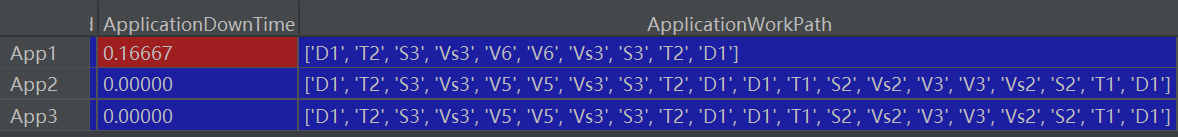 ApplicationDownTime ApplicationWorkPath
App1 0.16667 ['D1', 'T2', 'S3', 'Vs3', 'V6', 'V6', 'Vs3', 'S3', 'T2', 'D1']
App2 0.00000 ['D1', 'T2', 'S3', 'Vs3', 'V5', 'V5', 'Vs3', 'S3', 'T2', 'D1', 'D1', 'T1', 'S2', 'Vs2', 'V3', 'V3', 'Vs2', 'S2', 'T1', 'D1']
App3 0.00000 ['D1', 'T2', 'S3', 'Vs3', 'V5', 'V5', 'Vs3', 'S3', 'T2', 'D1', 'D1', 'T1', 'S2', 'Vs2', 'V3', 'V3', 'Vs2', 'S2', 'T1', 'D1']